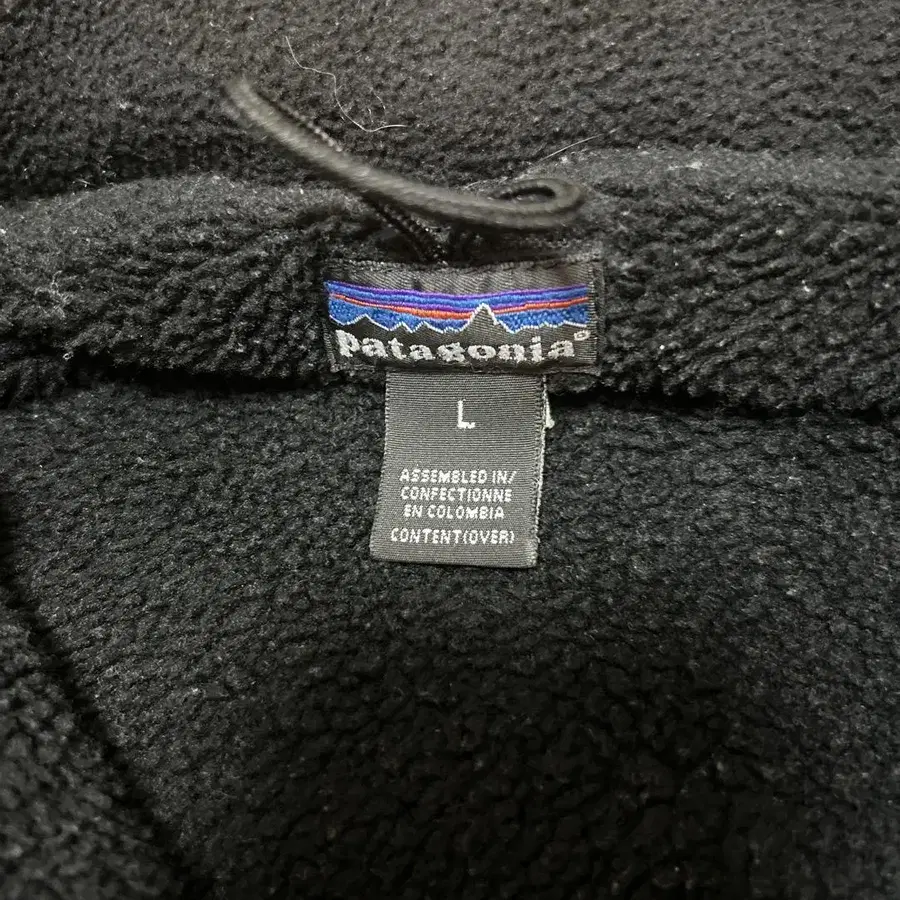 patagonia®
L
ASSEMBLED IN/
CONFECTIONNE
EN COLOMBIA
CONTENT(OVER)